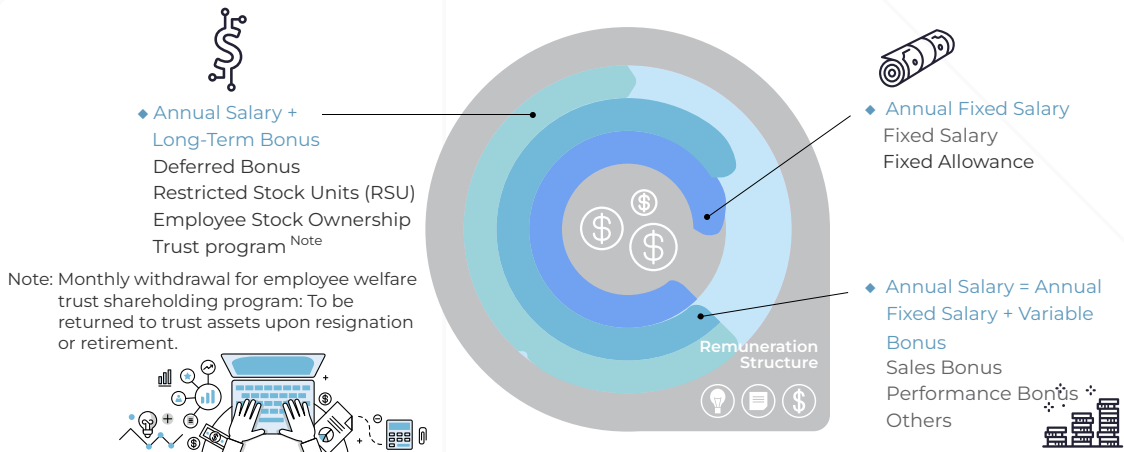 ◆ Annual Salary +
Long-Term Bonus
Deferred Bonus
Restricted Stock Units (RSU)
Employee Stock Ownership
Trust program Note
Note: Monthly withdrawal for employee welfare
trust shareholding program: To be
returned to trust assets upon resignation
or retirement.
Remuneration
Structure
◆ Annual Fixed Salary
Fixed Salary
Fixed Allowance
◆ Annual Salary = Annual
Fixed Salary + Variable
Bonus
Sales Bonus
Performance Bonus
Others